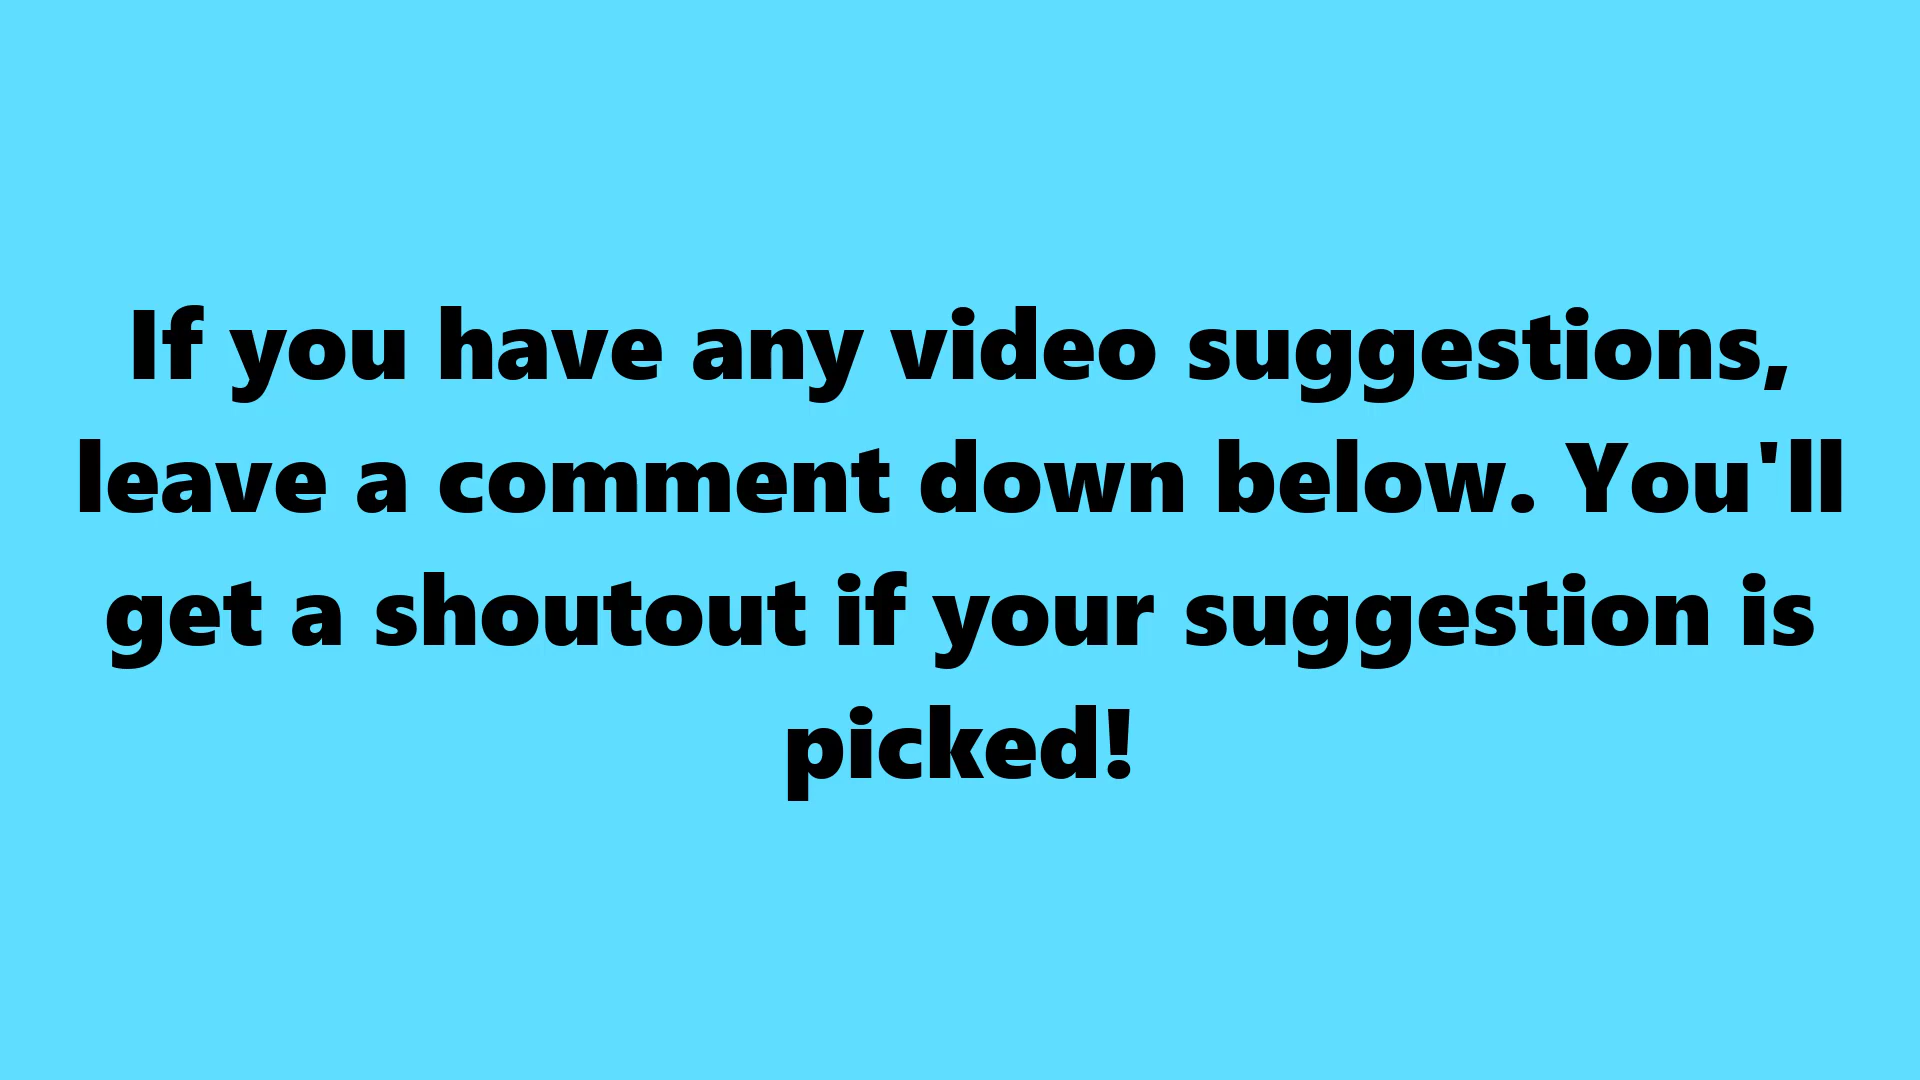 If you have any video suggestions,
leave a comment down below. You'll
get a shoutout if your suggestion is
picked!